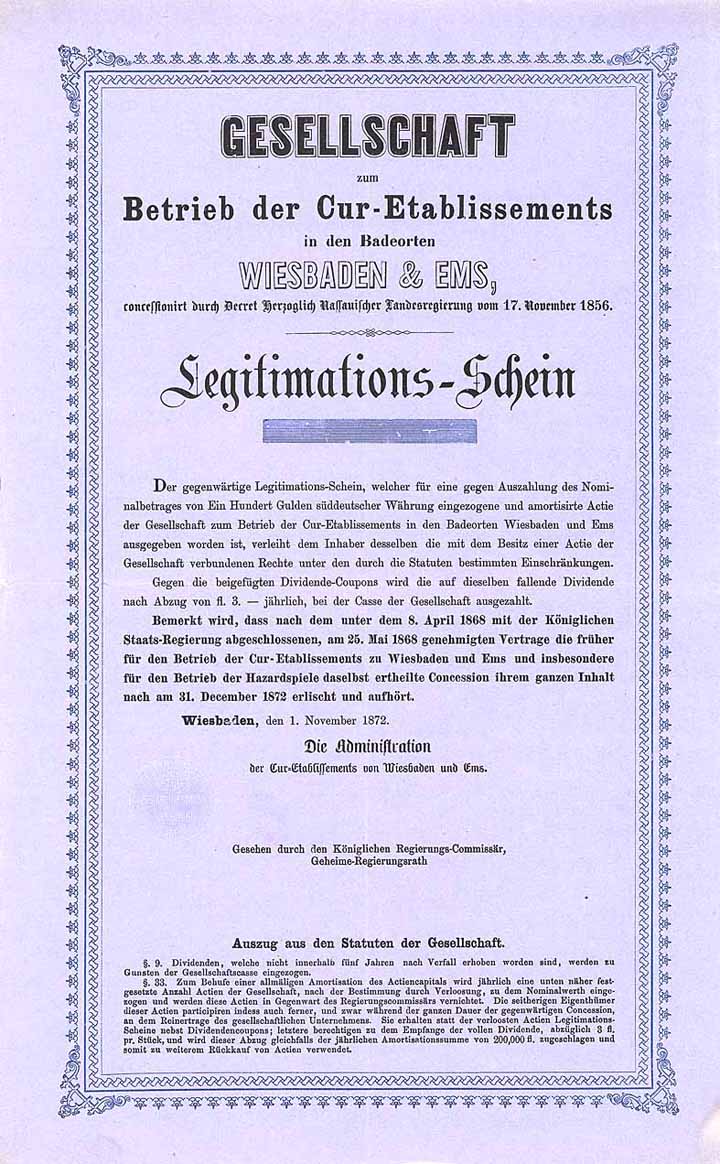 GESELLSCHAFT
zum
Betrieb der Cur-Etablissements
in den Badeorten
WIESBADEN & EMS,
concessionirt durch Decret Herzoglich Nassauischer Landesregierung vom 17. November 1856.
Legitimations-Schein
Der gegenwärtige Legitimations-Schein, welcher für eine gegen Auszahlung des Nomi-
nalbetrages von Ein Hundert Gulden süddeutscher Währung eingezogene und amortisirte Actie
der Gesellschaft zum Betrieb der Cur-Etablissements in den Badeorten Wiesbaden und Ems
ausgegeben worden ist, verleiht dem Inhaber desselben die mit dem Besitz einer Actie der
Gesellschaft verbundenen Rechte unter den durch die Statuten bestimmten Einschränkungen.
Gegen die beigefügten Dividende-Coupons wird die auf dieselben fallende Dividende
nach Abzug von fl. 3. — jährlich, bei der Casse der Gesellschaft ausgezahlt.
Bemerkt wird, dass nach dem unter dem 8. April 1868 mit der Königlichen
Staats-Regierung abgeschlossenen, am 25. Mai 1868 genehmigten Vertrage die früher
für den Betrieb der Cur-Etablissements zu Wiesbaden und Ems und insbesondere
für den Betrieb der Hazardspiele daselbst ertheilte Concession ihrem ganzen Inhalt
nach am 31. December 1872 erlischt und aufhört.
Wiesbaden, den 1. November 1872.
Die Administration
der Cur-Etablissements von Wiesbaden und Ems.
Gesehen durch den Königlichen Regierungs-Commissär,
Geheime-Regierungsrath
Auszug aus den Statuten der Gesellschaft.
§. 9. Dividenden, welche nicht innerhalb fünf Jahren nach Verfall erhoben worden sind, werden zu
Gunsten der Gesellschaftscasse eingezogen.
§. 33. Zum Behufe einer allmäligen Amortisation des Actiencapitals wird jährlich eine unten näher fest-
gesetzte Anzahl Actien der Gesellschaft, nach der Bestimmung durch Verloosung, zu dem Nominalwerth einge-
zogen und werden diese Actien in Gegenwart des Regierungscommissärs vernichtet. Die seitherigen Eigenthümer
dieser Actien participiren indess auch ferner, und zwar während der ganzen Dauer der gegenwärtigen Concession,
an dem Reinertrage des gesellschaftlichen Unternehmens. Sie erhalten statt der verloosten Actien Legitimations-
Scheine nebst Dividendencoupons; letztere berechtigen zu dem Empfange der vollen Dividende, abzüglich 3 fl.
pr. Stück, und wird dieser Abzug gleichfalls der jährlichen Amortisationssumme von 200,000 fl. zugeschlagen und
somit zu weiterem Rückkauf von Actien verwendet.